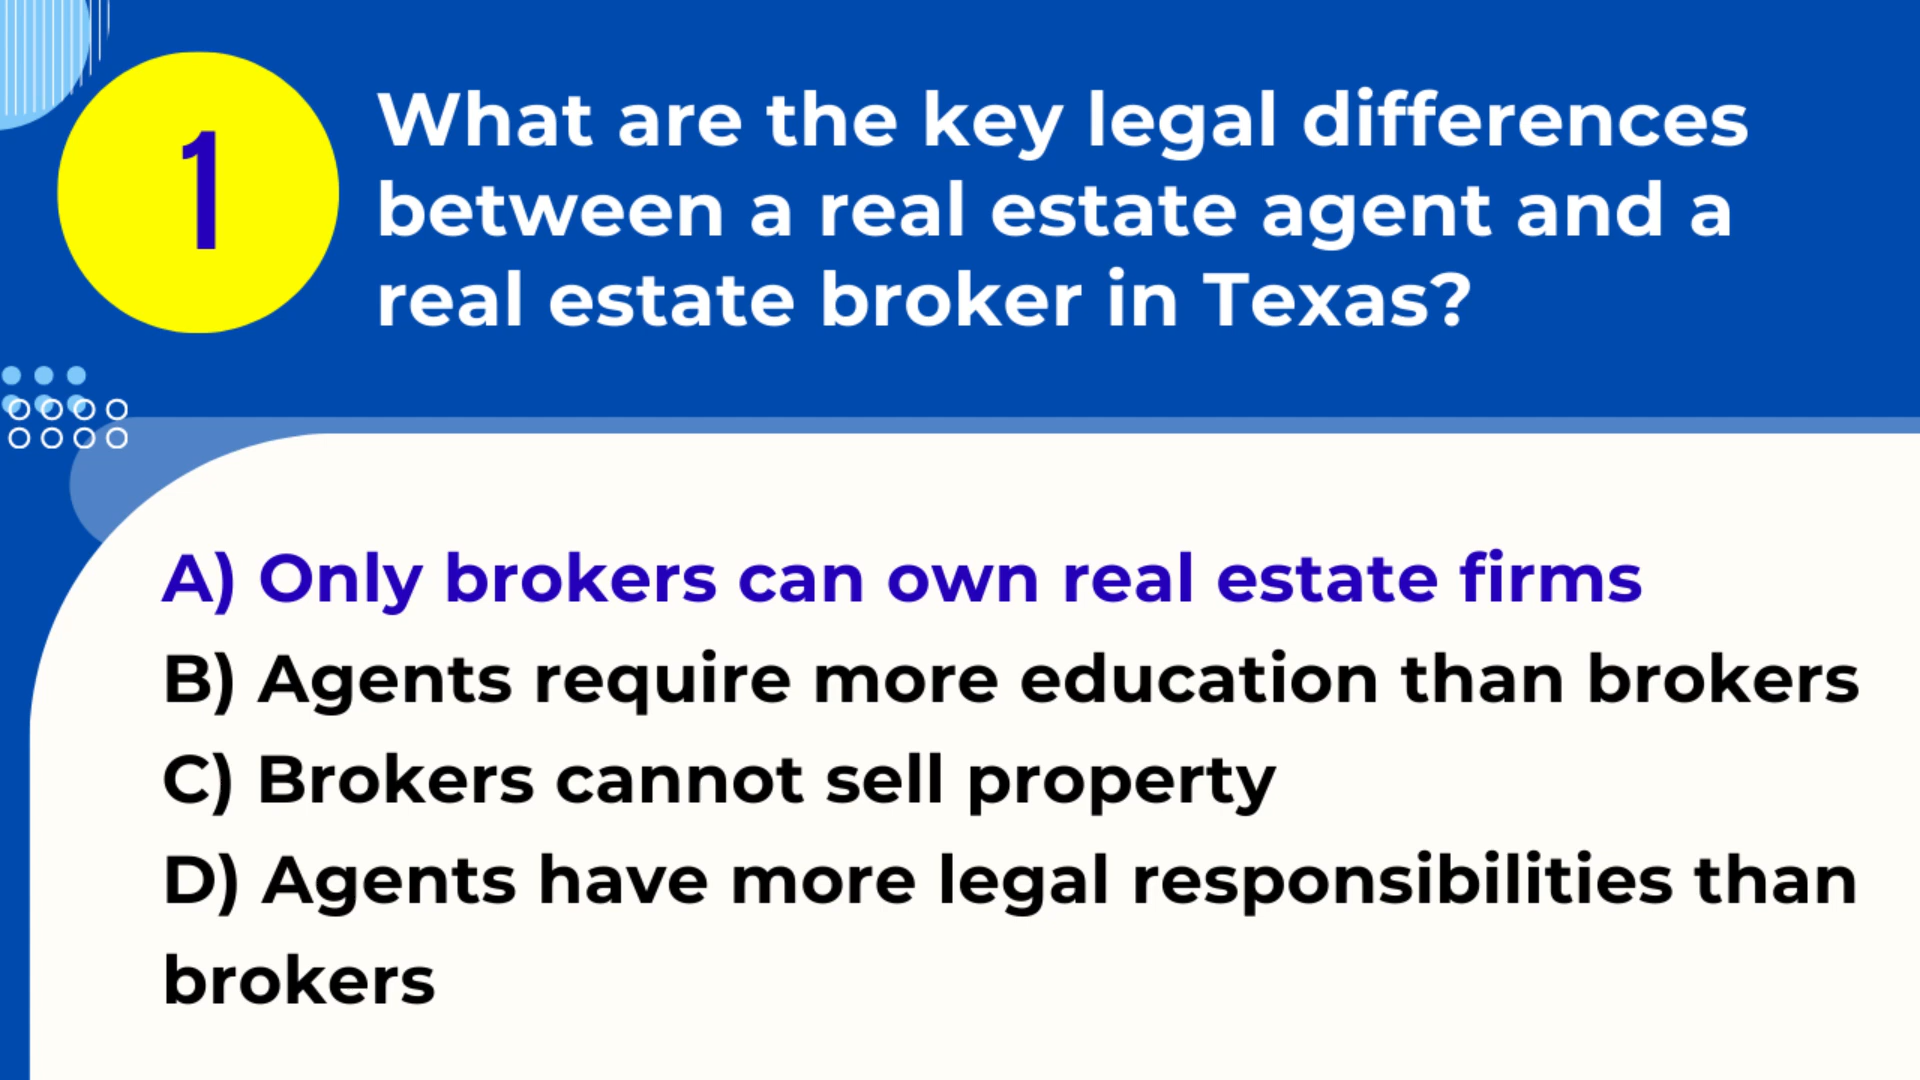 1
What are the key legal differences
between a real estate agent and a
real estate broker in Texas?
A) Only brokers can own real estate firms
B) Agents require more education than brokers
C) Brokers cannot sell property
D) Agents have more legal responsibilities than
brokers